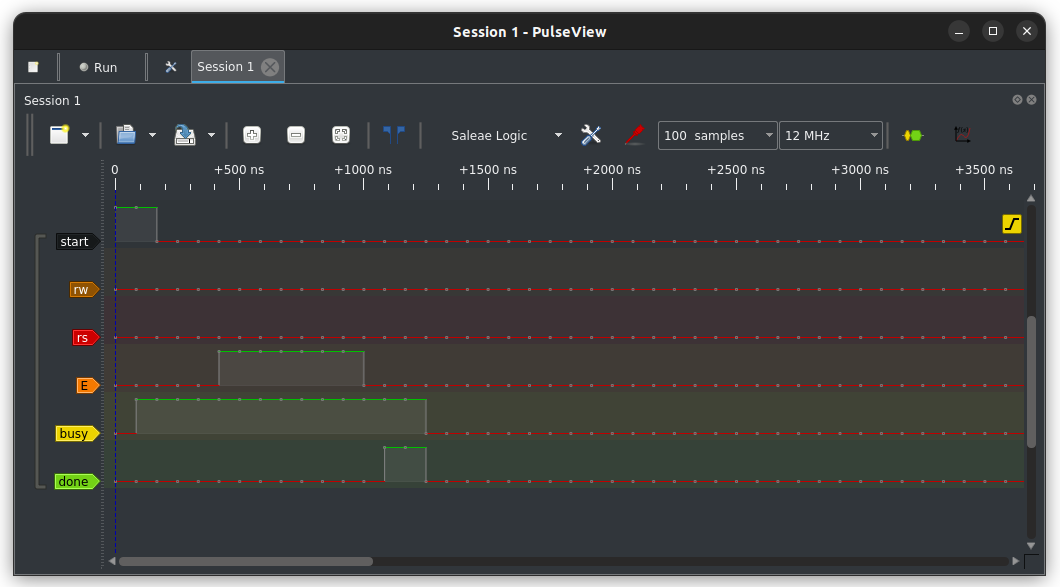 Session 1 - PulseView
Run
Session 1
Session 1
Saleae Logic
100 samples
12 MHz
0 +500 ns +1000 ns +1500 ns +2000 ns +2500 ns +3000 ns +3500 ns
start
rw
rs
E
busy
done